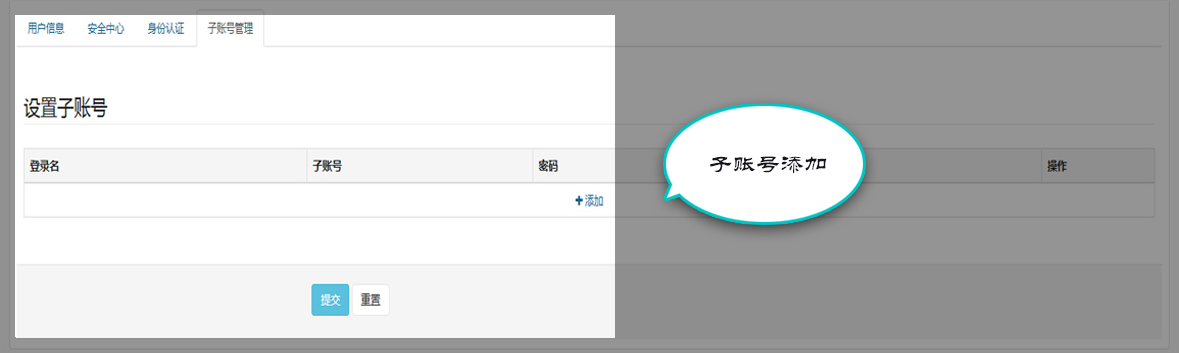 用户信息 安全中心 身份认证 子账号管理
设置子账号
登录名 子账号 密码 操作
子账号添加
+添加
提交 重置